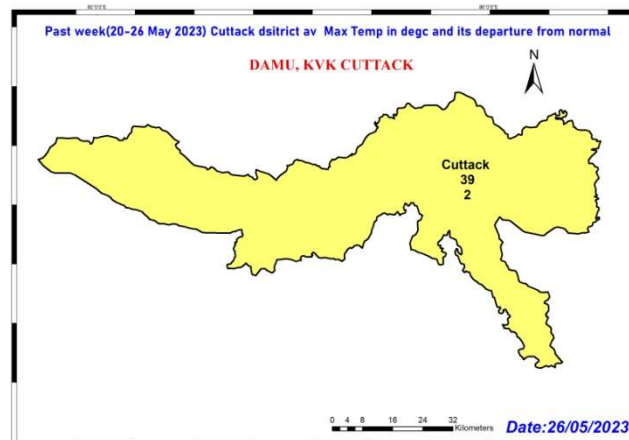 Past week(20-26 May 2023) Cuttack dsitrict av Max Temp in degc and its departure from normal
DAMU, KVK CUTTACK
N
Cuttack
39
2
0 4 8 16 24 32
Kilometers
Date:26/05/2023